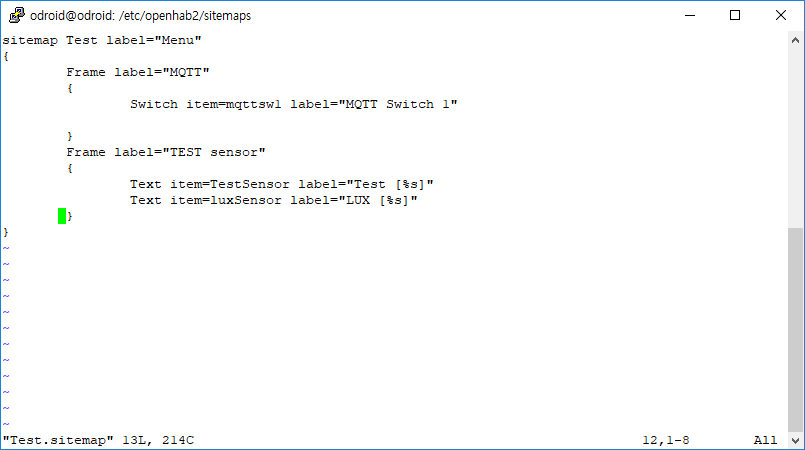 odroid@odroid: /etc/openhab2/sitemaps
sitemap Test label="Menu"
{
        Frame label="MQTT"
        {
                Switch item=mqttsw1 label="MQTT Switch 1"

        }
        Frame label="TEST sensor"
        {
                Text item=TestSensor label="Test [%s]"
                Text item=luxSensor label="LUX [%s]"
        }
}
~
~
~
~
~
~
~
~
~
~
~
~
"Test.sitemap" 13L, 214C 12,1-8 All